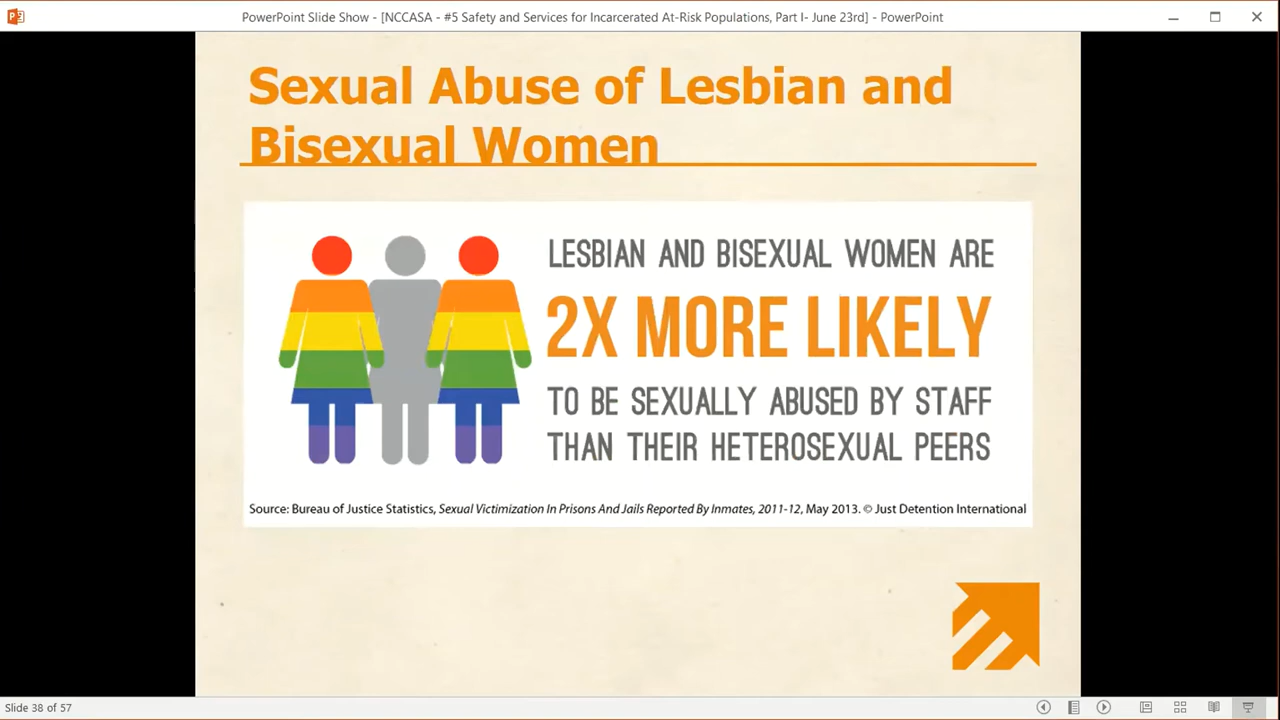 PowerPoint Slide Show - [NCCASA - #5 Safety and Services for Incarcerated At-Risk Populations, Part I- June 23rd] - PowerPoint
Sexual Abuse of Lesbian and
Bisexual Women
LESBIAN AND BISEXUAL WOMEN ARE
2X MORE LIKELY
TO BE SEXUALLY ABUSED BY STAFF
THAN THEIR HETEROSEXUAL PEERS
Source: Bureau of Justice Statistics, Sexual Victimization In Prisons And Jails Reported By Inmates, 2011-12, May 2013. © Just Detention International
Slide 38 of 57